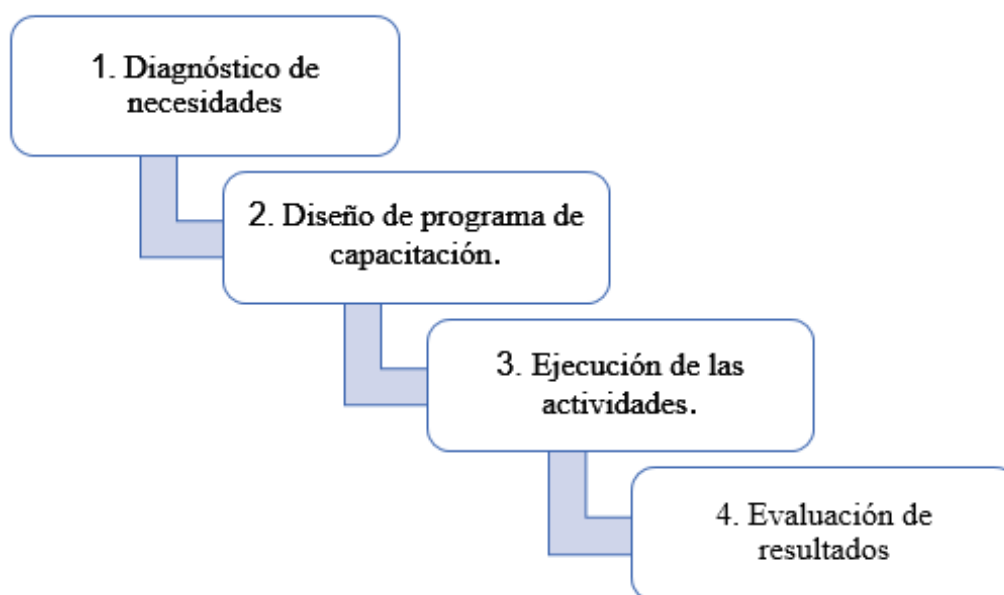 1. Diagnóstico de
necesidades
2. Diseño de programa de
capacitación.
3. Ejecución de las
actividades.
4. Evaluación de
resultados